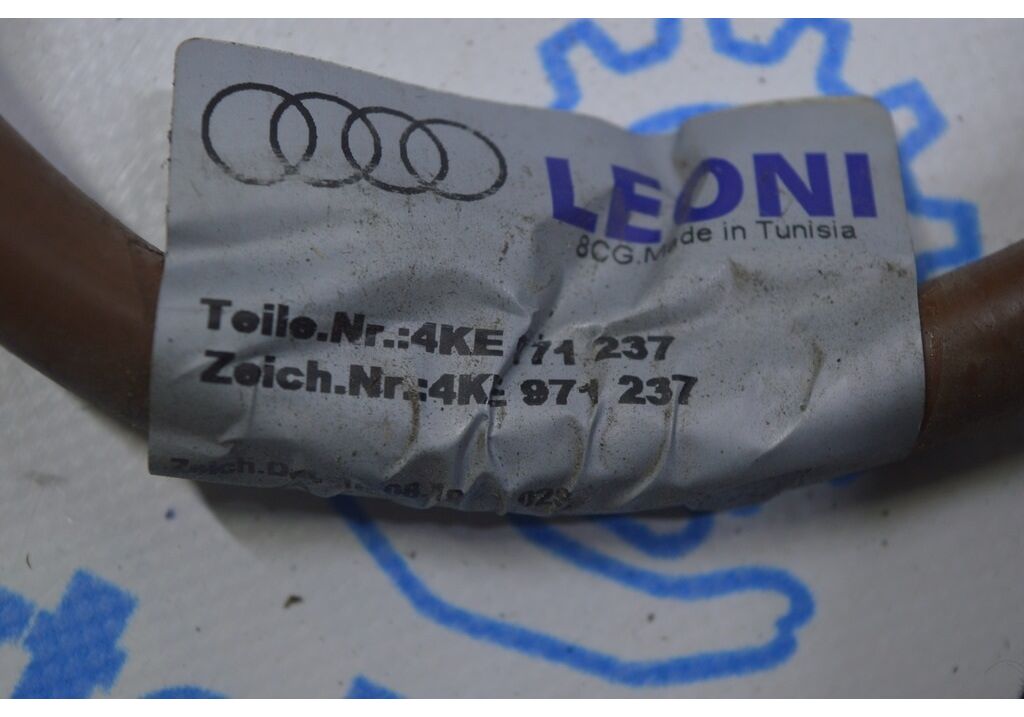 LEONI
8CG.Made in Tunisia
Teile.Nr.:4KE 971 237
Zeich.Nr.:4KE 971 237